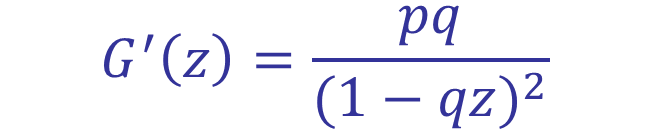 G′(z) = pq / (1 − qz)²